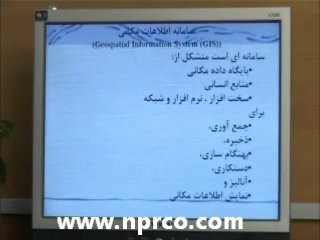 سامانه اطلاعات مکانی
(Geospatial Information System (GIS))
سامانه ای است متشکل از:
•پایگاه داده مکانی
•منابع انسانی
•سخت افزار ، نرم افزار و شبکه
برای
•جمع آوری،
•ذخیره،
•بهنگام سازی،
•دستکاری،
•آنالیز و
•نمایش اطلاعات مکانی
www.nprco.com